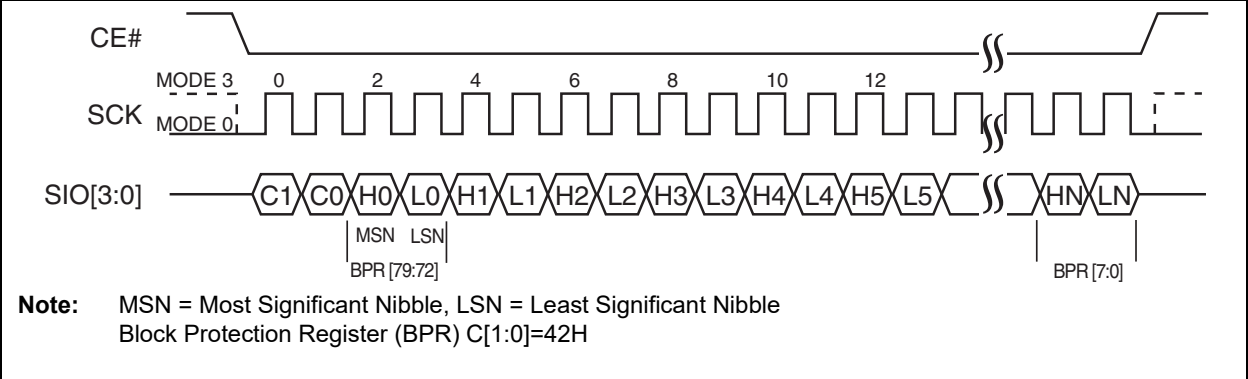 CE#
MODE 3 0 2 4 6 8 10 12
SCK
MODE 0
SIO[3:0] C1 C0 H0 L0 H1 L1 H2 L2 H3 L3 H4 L4 H5 L5 HN LN
MSN LSN
BPR [79:72] BPR [7:0]
Note: MSN = Most Significant Nibble, LSN = Least Significant Nibble
Block Protection Register (BPR) C[1:0]=42H